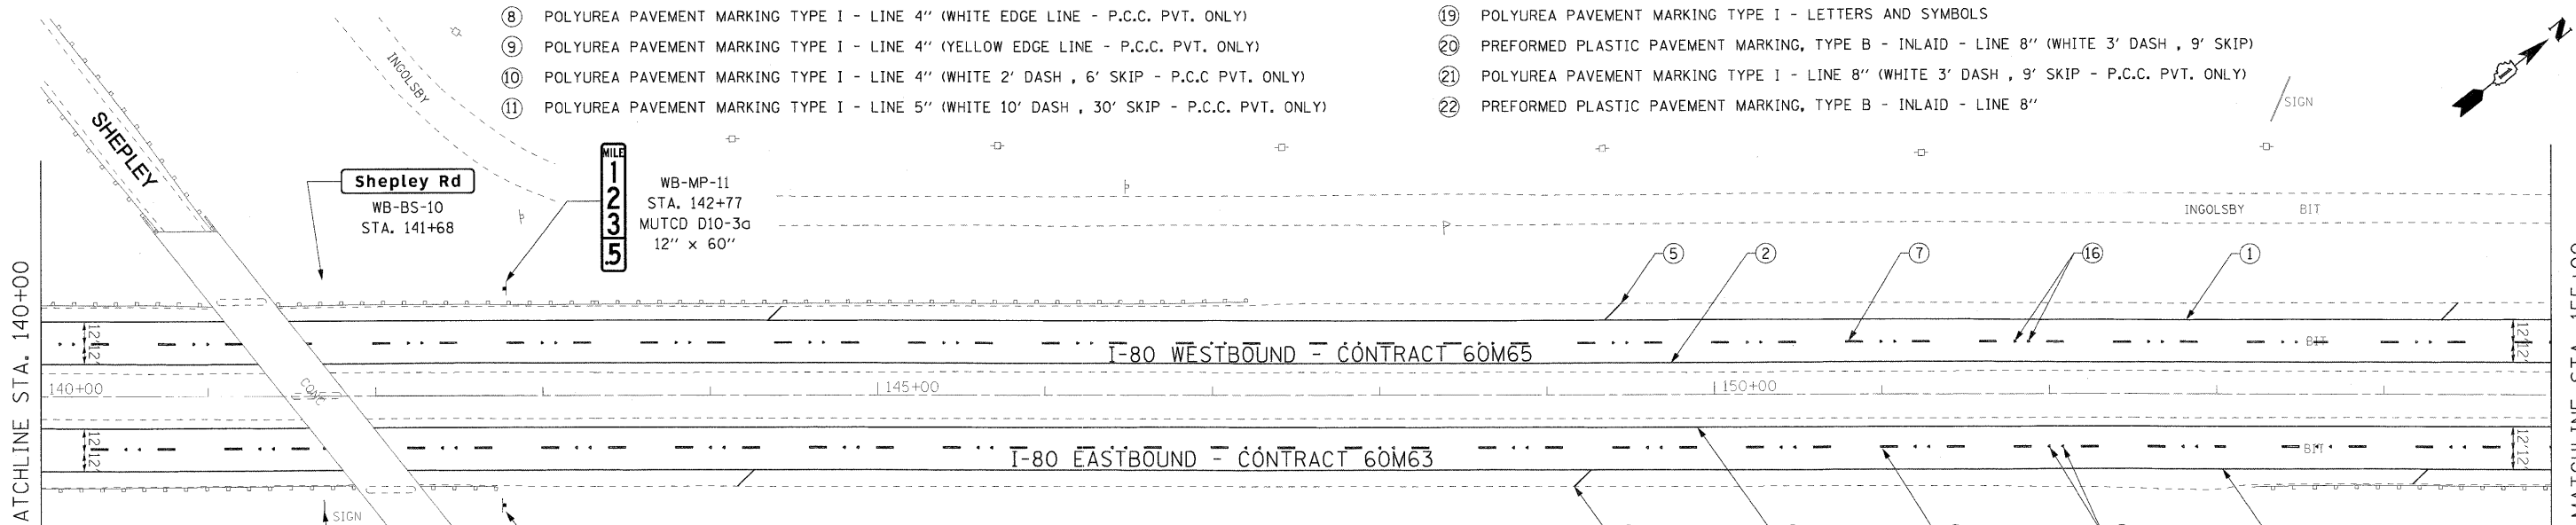 ⑧ POLYUREA PAVEMENT MARKING TYPE I - LINE 4" (WHITE EDGE LINE - P.C.C. PVT. ONLY)
⑨ POLYUREA PAVEMENT MARKING TYPE I - LINE 4" (YELLOW EDGE LINE - P.C.C. PVT. ONLY)
⑩ POLYUREA PAVEMENT MARKING TYPE I - LINE 4" (WHITE 2' DASH , 6' SKIP - P.C.C PVT. ONLY)
⑪ POLYUREA PAVEMENT MARKING TYPE I - LINE 5" (WHITE 10' DASH , 30' SKIP - P.C.C. PVT. ONLY)
⑲ POLYUREA PAVEMENT MARKING TYPE I - LETTERS AND SYMBOLS
⑳ PREFORMED PLASTIC PAVEMENT MARKING, TYPE B - INLAID - LINE 8" (WHITE 3' DASH , 9' SKIP)
㉑ POLYUREA PAVEMENT MARKING TYPE I - LINE 8" (WHITE 3' DASH , 9' SKIP - P.C.C. PVT. ONLY)
㉒ PREFORMED PLASTIC PAVEMENT MARKING, TYPE B - INLAID - LINE 8"
N
SIGN
INGOLSBY
SHEPLEY
Shepley Rd
WB-BS-10
STA. 141+68
MILE
1
2
3
.5
WB-MP-11
STA. 142+77
MUTCD D10-3a
12" x 60"
INGOLSBY BIT
⑤ ② ⑦ ⑯ ①
ATCHLINE STA. 140+00
12' 12'
I-80 WESTBOUND - CONTRACT 60M65
BIT
12' 12'
140+00
CONC
145+00
150+00
12' 12'
I-80 EASTBOUND - CONTRACT 60M63
BIT
12' 12'
SIGN